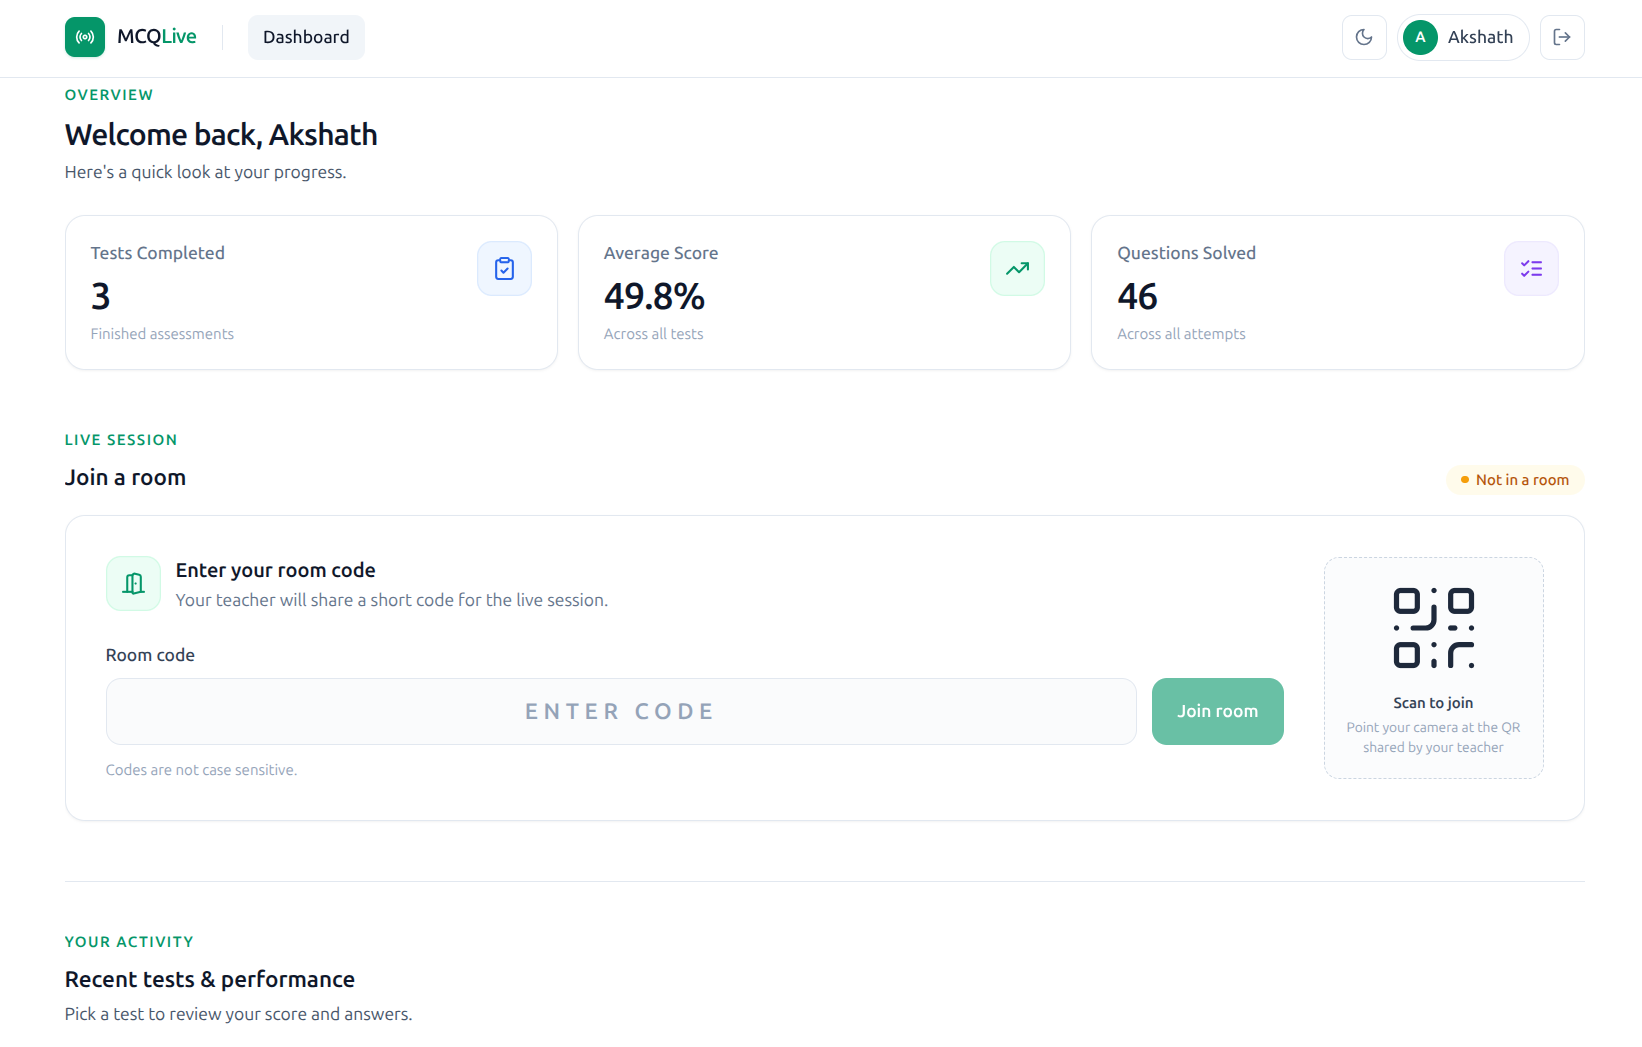 MCQLive
Dashboard
A
Akshath
OVERVIEW
Welcome back, Akshath
Here's a quick look at your progress.
Tests Completed
3
Finished assessments
Average Score
49.8%
Across all tests
Questions Solved
46
Across all attempts
LIVE SESSION
Join a room
Not in a room
Enter your room code
Your teacher will share a short code for the live session.
Room code
ENTER CODE
Join room
Codes are not case sensitive.
Scan to join
Point your camera at the QR
shared by your teacher
YOUR ACTIVITY
Recent tests & performance
Pick a test to review your score and answers.